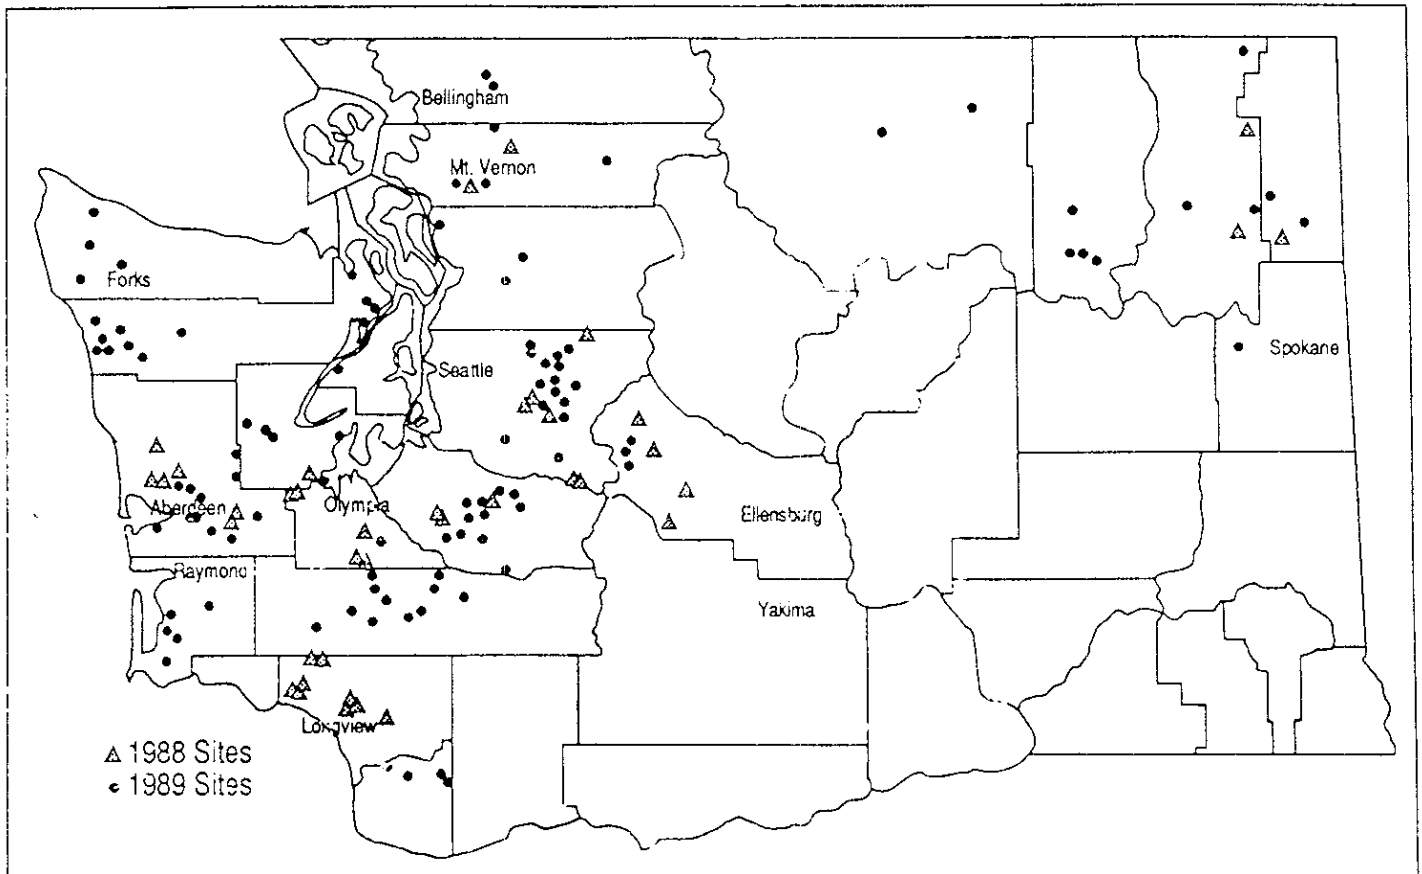 Bellingham
Mt. Vernon
Forks
Seattle
Spokane
Aberdeen
Olympia
Ellensburg
Raymond
Yakima
Longview
1988 Sites
1989 Sites